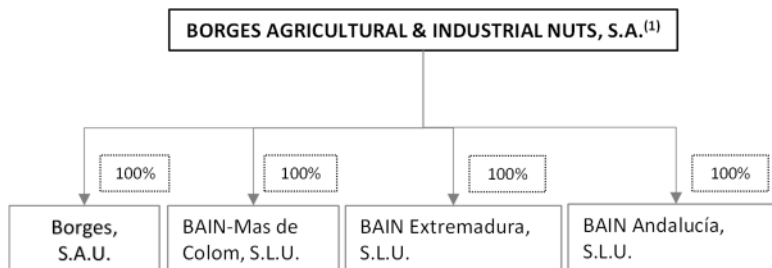 BORGES AGRICULTURAL & INDUSTRIAL NUTS, S.A.(1)
100%
100%
100%
100%
Borges,
S.A.U.
BAIN-Mas de
Colom, S.L.U.
BAIN Extremadura,
S.L.U.
BAIN Andalucía,
S.L.U.